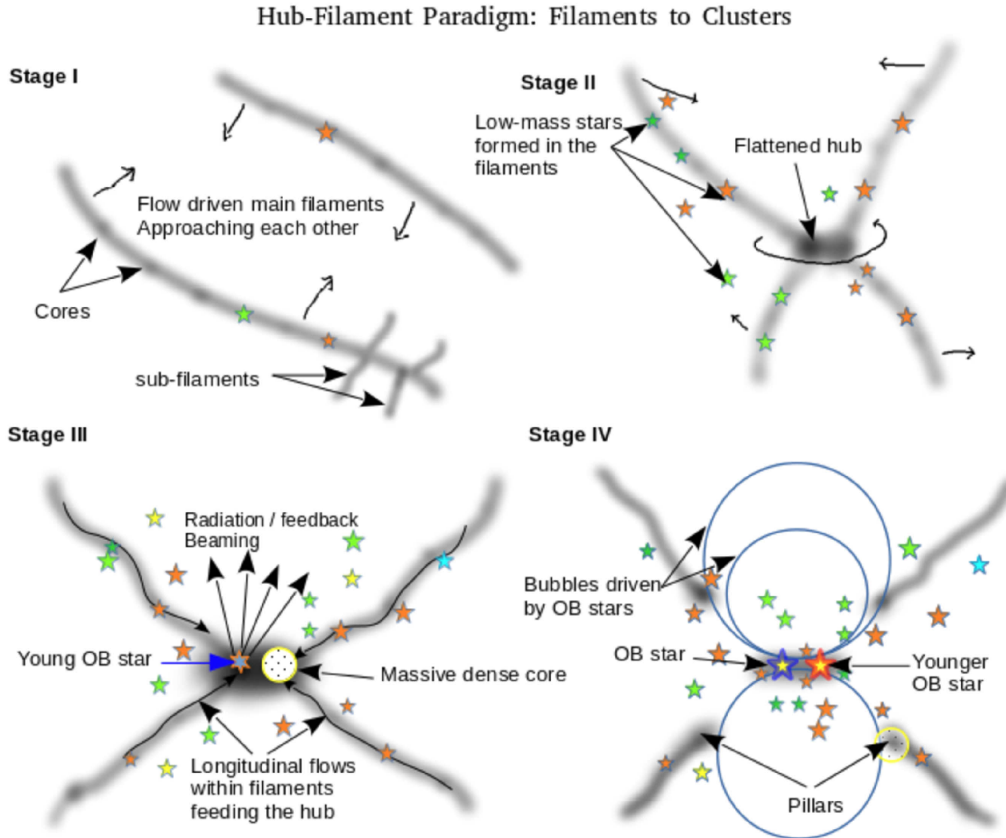 Hub-Filament Paradigm: Filaments to Clusters
Stage I
Flow driven main filaments
Approaching each other
Cores
sub-filaments
Stage II
Low-mass stars
formed in the
filaments
Flattened hub
Stage III
Radiation / feedback
Beaming
Young OB star
Massive dense core
Longitudinal flows
within filaments
feeding the hub
Stage IV
Bubbles driven
by OB stars
OB star
Younger
OB star
Pillars